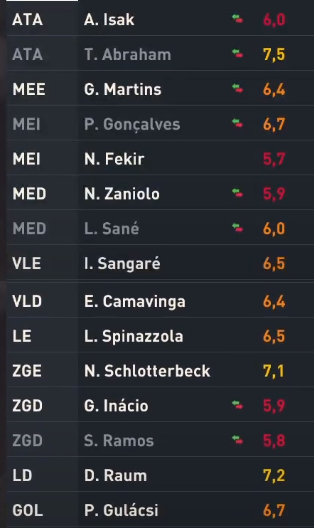 ATA A. Isak 6,0
ATA T. Abraham 7,5
MEE G. Martins 6,4
MEI P. Gonçalves 6,7
MEI N. Fekir 5,7
MED N. Zaniolo 5,9
MED L. Sané 6,0
VLE I. Sangaré 6,5
VLD E. Camavinga 6,4
LE L. Spinazzola 6,5
ZGE N. Schlotterbeck 7,1
ZGD G. Inácio 5,9
ZGD S. Ramos 5,8
LD D. Raum 7,2
GOL P. Gulácsi 6,7